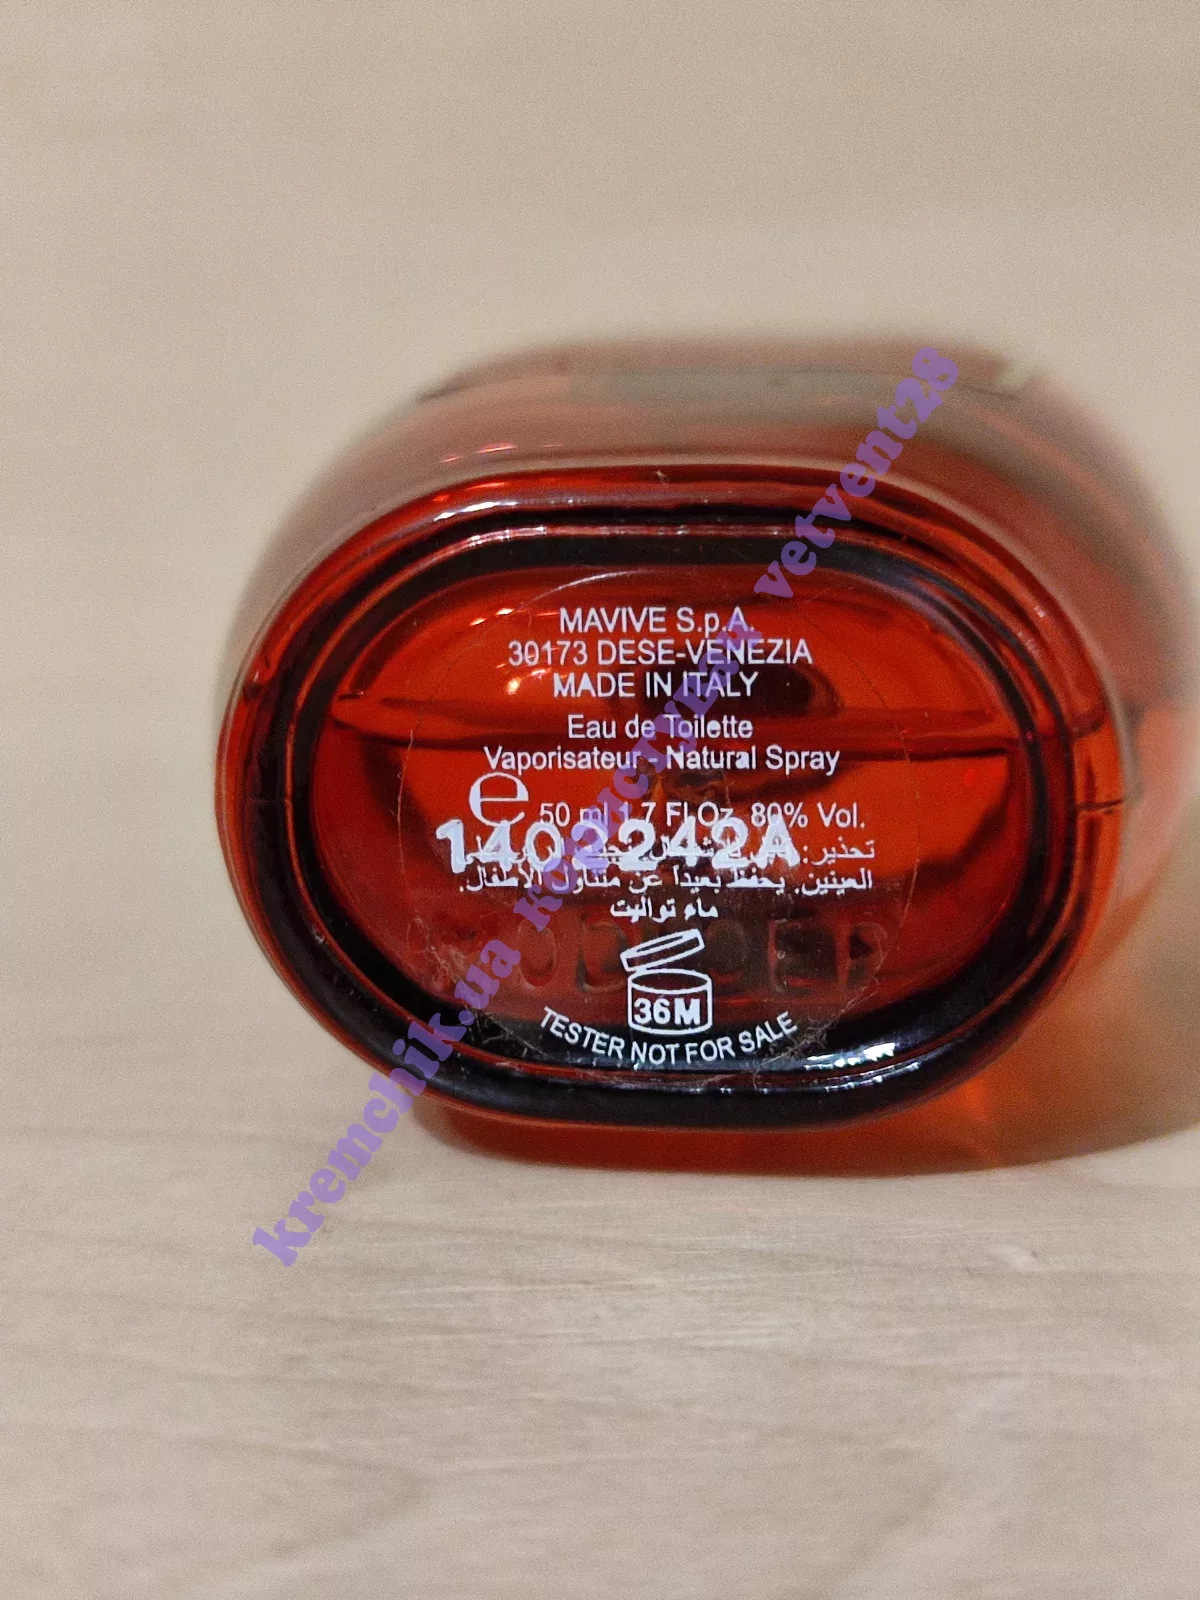 MAVIVE S.p.A.
30173 DESE-VENEZIA
MADE IN ITALY
Eau de Toilette
Vaporisateur - Natural Spray
℮ 50 ml 1.7 Fl.Oz. 80% Vol.
1402242A
تحذير:
العينين. يحفظ بعيداً عن متناول الأطفال.
ماء تواليت
36M
TESTER NOT FOR SALE
kremchik.ua користувач vetvent28